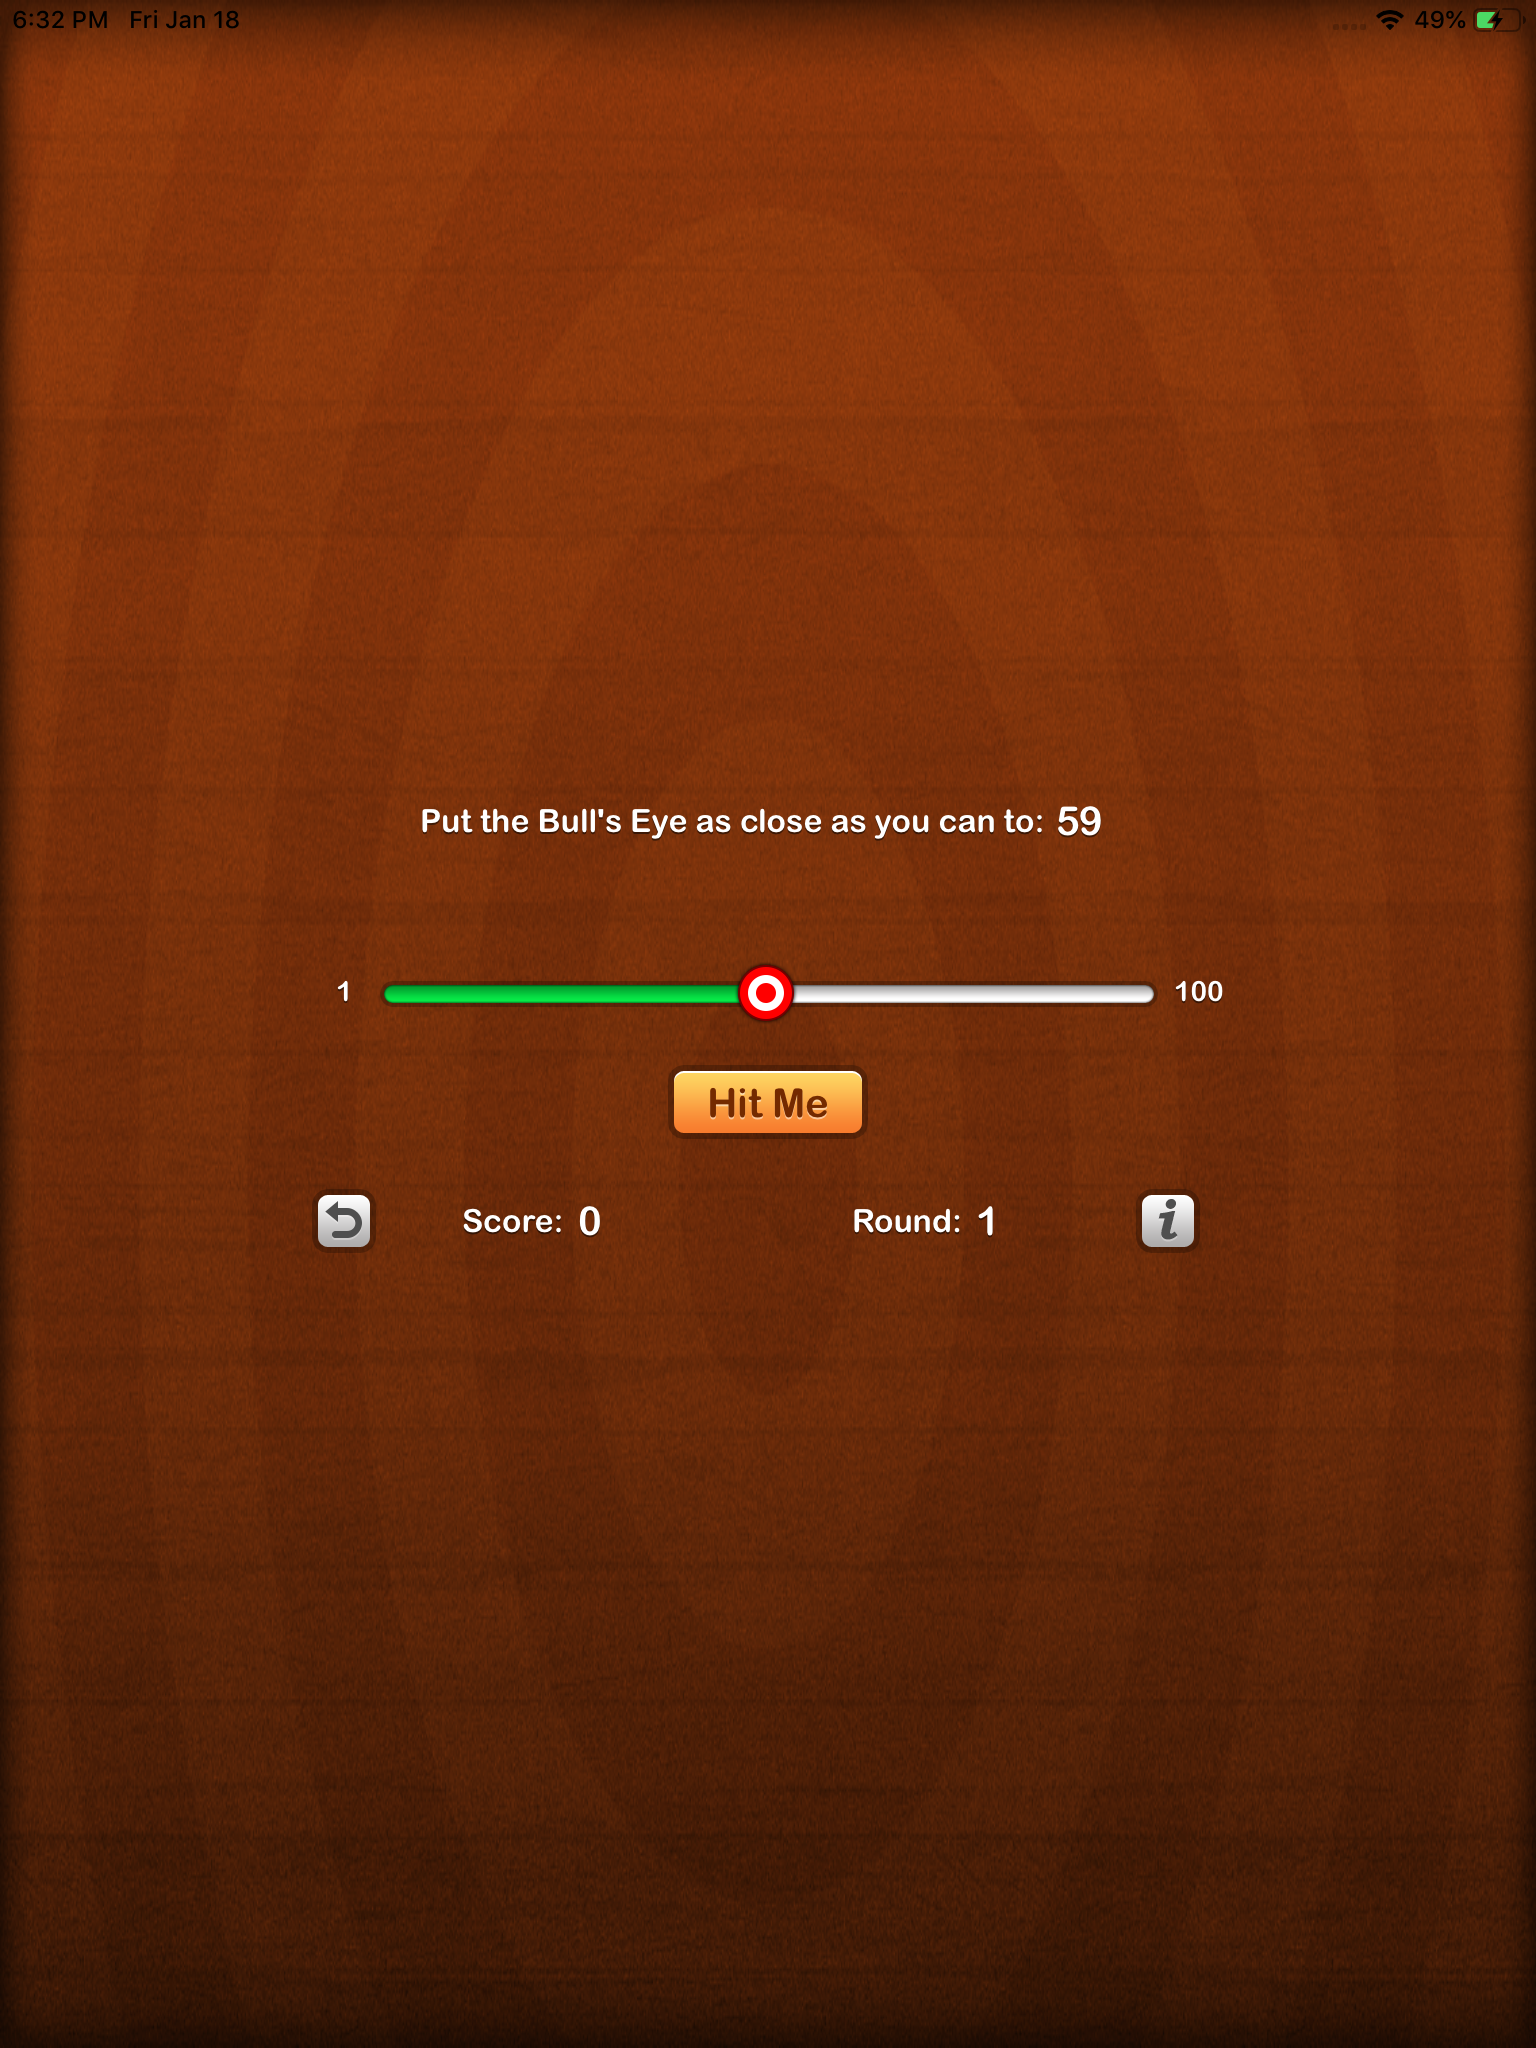 6:32 PM Fri Jan 18 49%
Put the Bull's Eye as close as you can to: 59
1 100
Hit Me
Score: 0 Round: 1 i